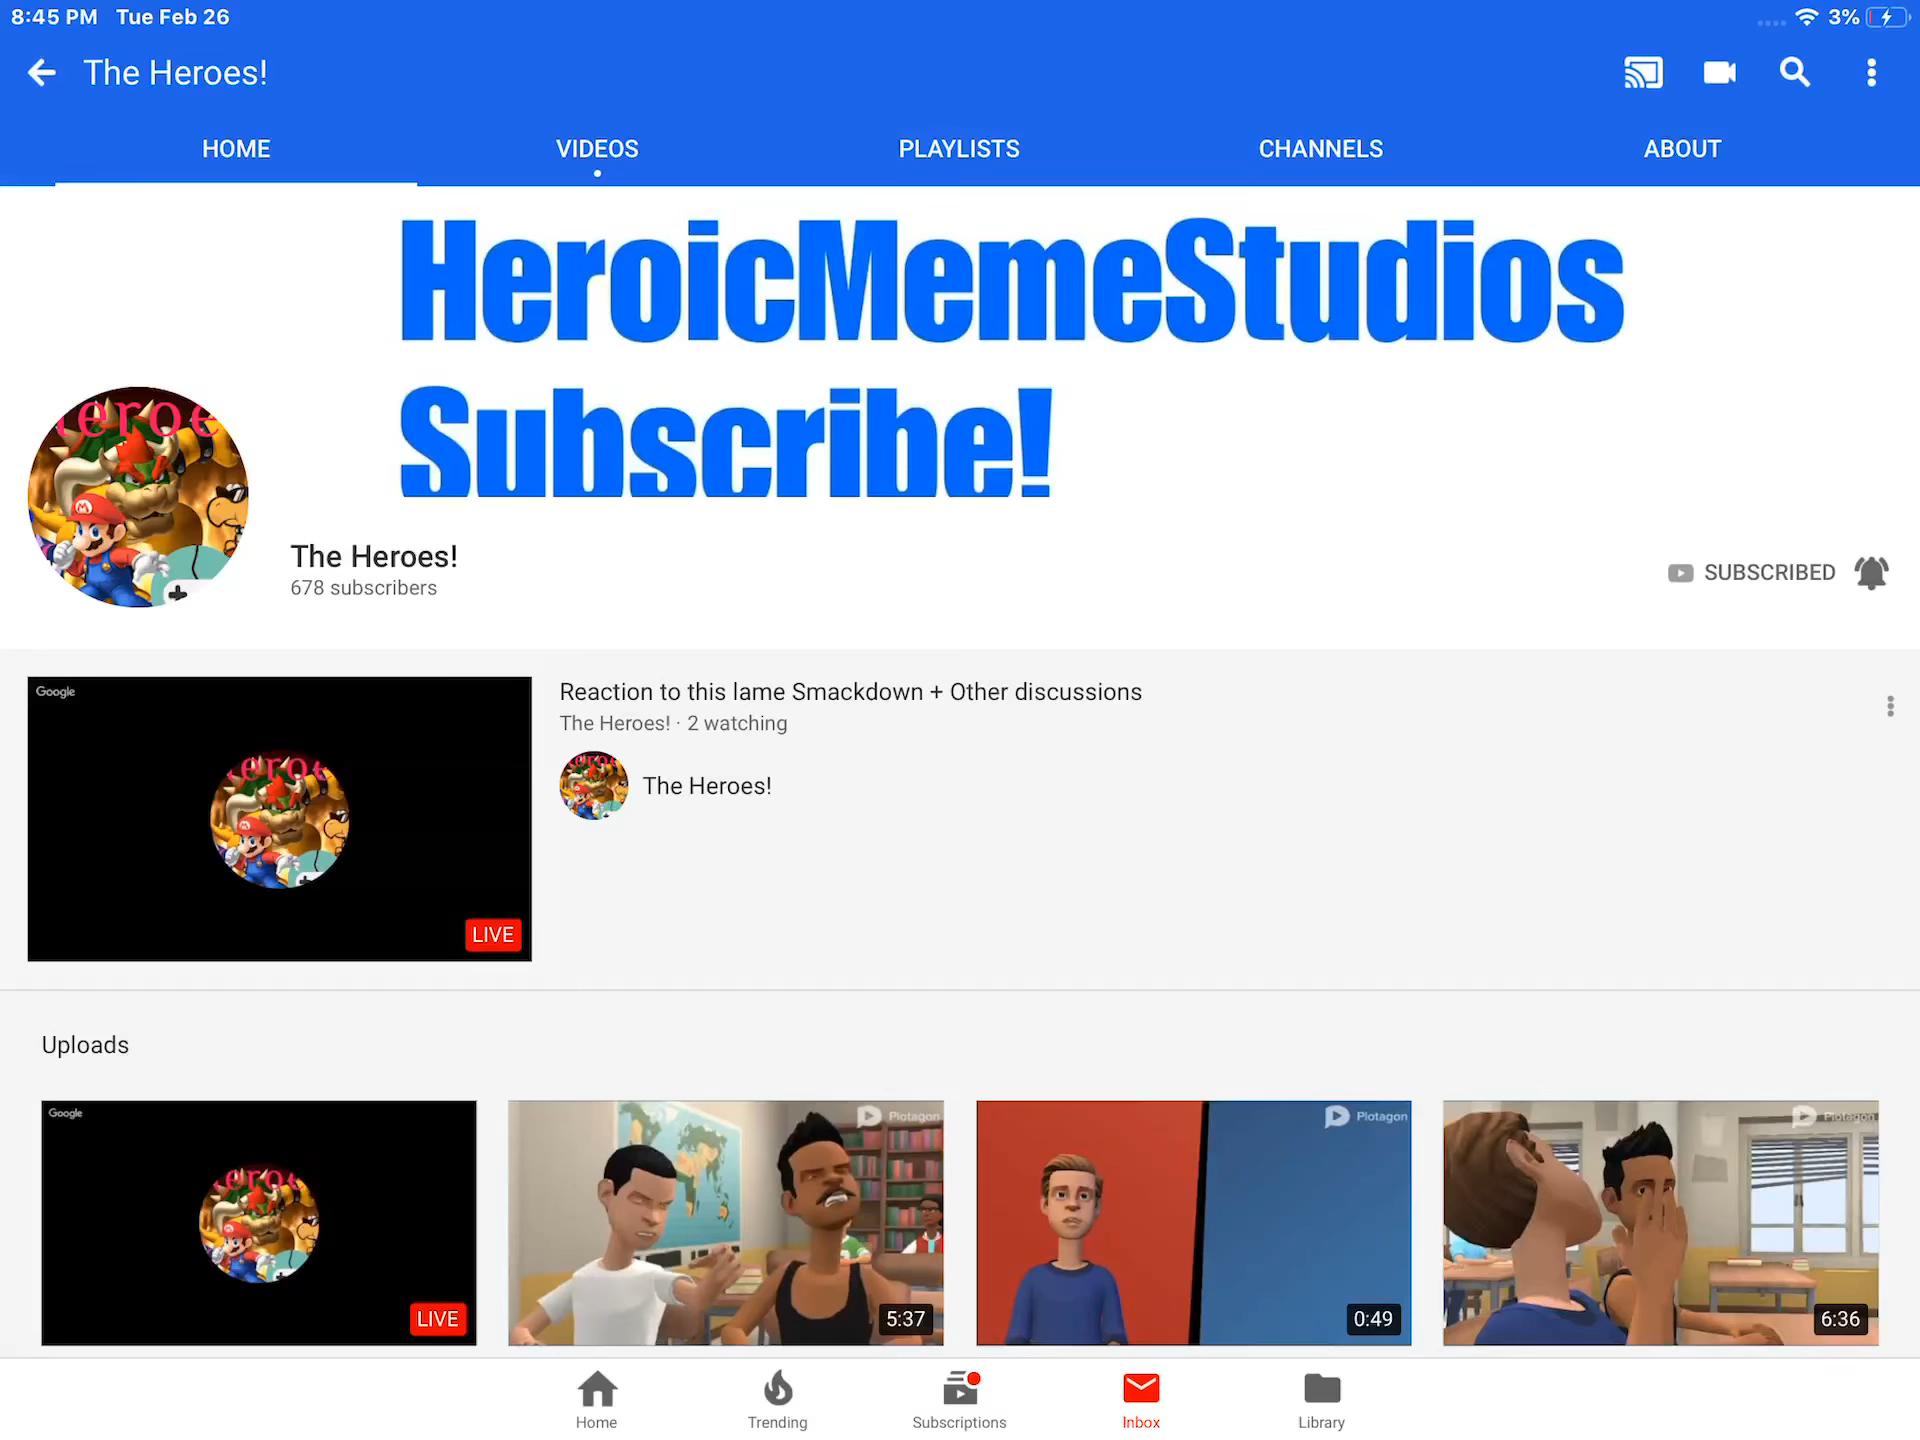 8:45 PM Tue Feb 26
3%
The Heroes!
HOME VIDEOS PLAYLISTS CHANNELS ABOUT
HeroicMemeStudios
Subscribe!
eroe
The Heroes!
678 subscribers
SUBSCRIBED
Google
Reaction to this lame Smackdown + Other discussions
The Heroes! · 2 watching
The Heroes!
LIVE
Uploads
Google
Plotagon
Plotagon
Plotagon
LIVE
5:37
0:49
6:36
Home Trending Subscriptions Inbox Library